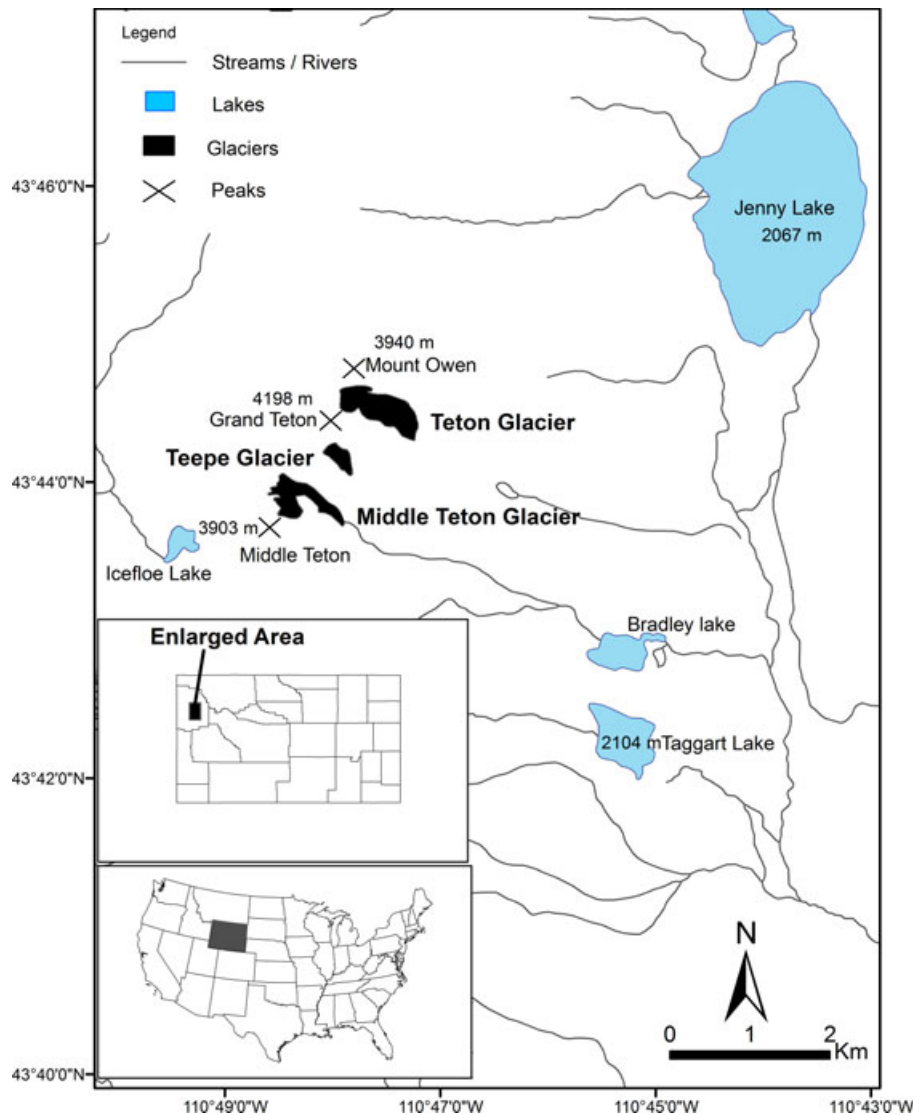 Legend
Streams / Rivers
Lakes
Glaciers
Peaks
43°46'0"N
Jenny Lake
2067 m
3940 m
Mount Owen
4198 m
Grand Teton
Teton Glacier
Teepe Glacier
43°44'0"N
Middle Teton Glacier
3903 m
Middle Teton
Icefloe Lake
Bradley lake
Enlarged Area
2104 mTaggart Lake
43°42'0"N
N
0 1 2
Km
43°40'0"N
110°49'0"W 110°47'0"W 110°45'0"W 110°43'0"W